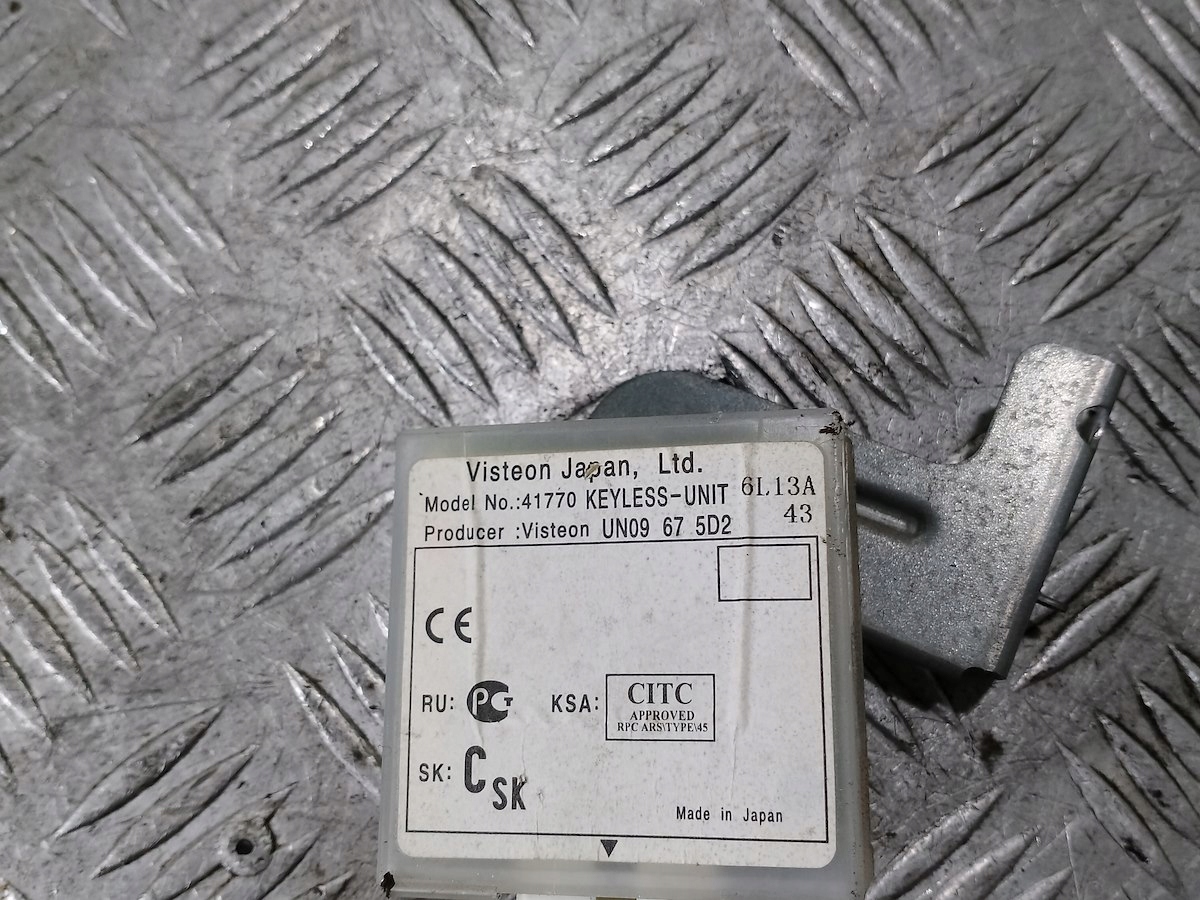 Visteon Japan, Ltd.
Model No.:41770 KEYLESS-UNIT 6L13A
Producer :Visteon UN09 67 5D2 43
CE
RU: PCT KSA: CITC
APPROVED
RPC ARS\TYPE\45
SK: CSK
Made in Japan